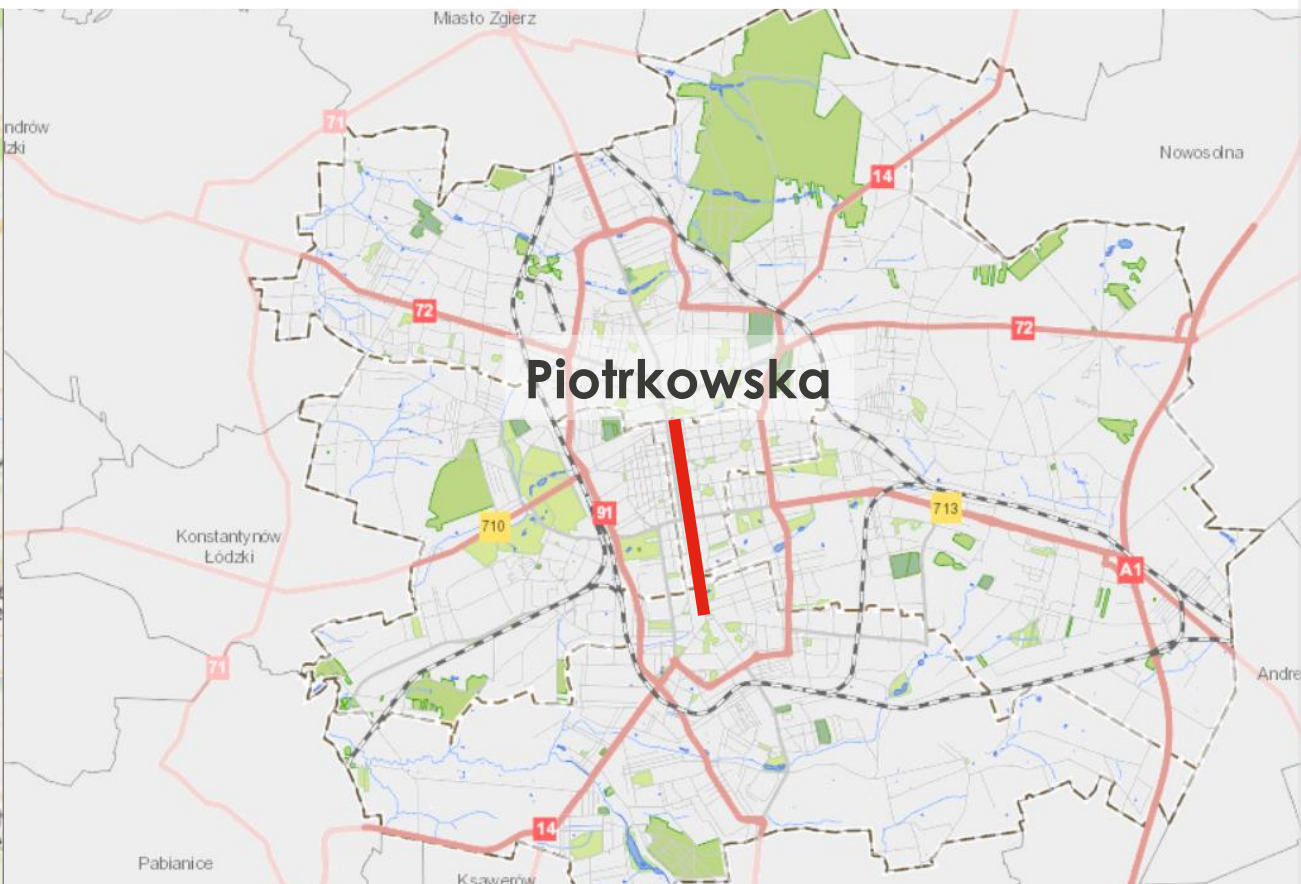 Miasto Zgierz
71
ndrów
dzki
Nowosolna
14
72
72
Piotrkowska
91
710
713
Konstantynów
Łódzki
A1
71
Andre
14
Pabianice
Ksawerów